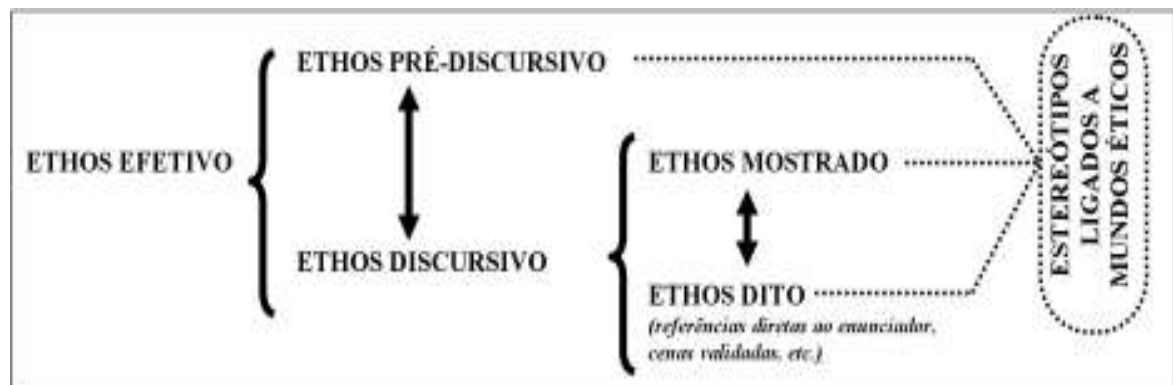 ETHOS PRÉ-DISCURSIVO
ETHOS EFETIVO
ETHOS MOSTRADO
ETHOS DISCURSIVO
ETHOS DITO
(referências diretas ao enunciador,
cenas validadas, etc.)
ESTEREÓTIPOS
LIGADOS A
MUNDOS ÉTICOS